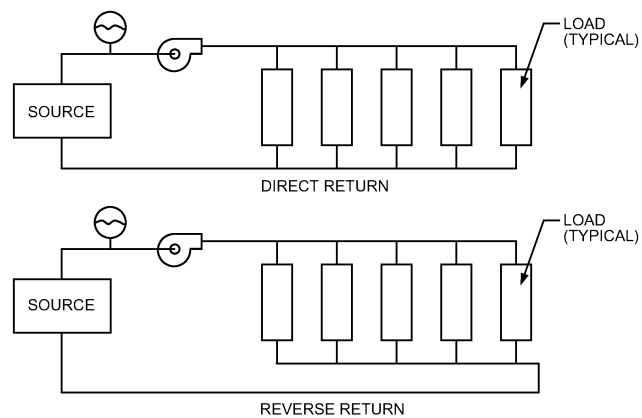 LOAD
(TYPICAL)
SOURCE
DIRECT RETURN
LOAD
(TYPICAL)
SOURCE
REVERSE RETURN